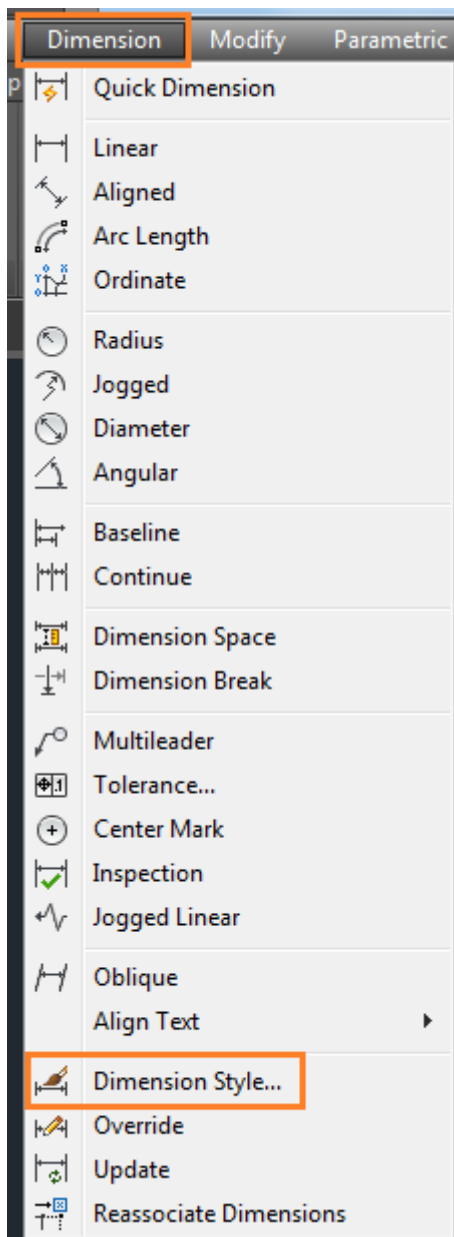 Dimension Modify Parametric
p
Quick Dimension
Linear
Aligned
Arc Length
Ordinate
Radius
Jogged
Diameter
Angular
Baseline
Continue
Dimension Space
Dimension Break
Multileader
Tolerance...
Center Mark
Inspection
Jogged Linear
Oblique
Align Text
Dimension Style...
Override
Update
Reassociate Dimensions